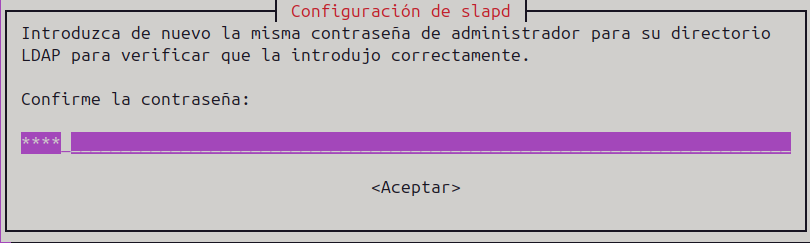 Configuración de slapd
Introduzca de nuevo la misma contraseña de administrador para su directorio
LDAP para verificar que la introdujo correctamente.
Confirme la contraseña:
****
<Aceptar>